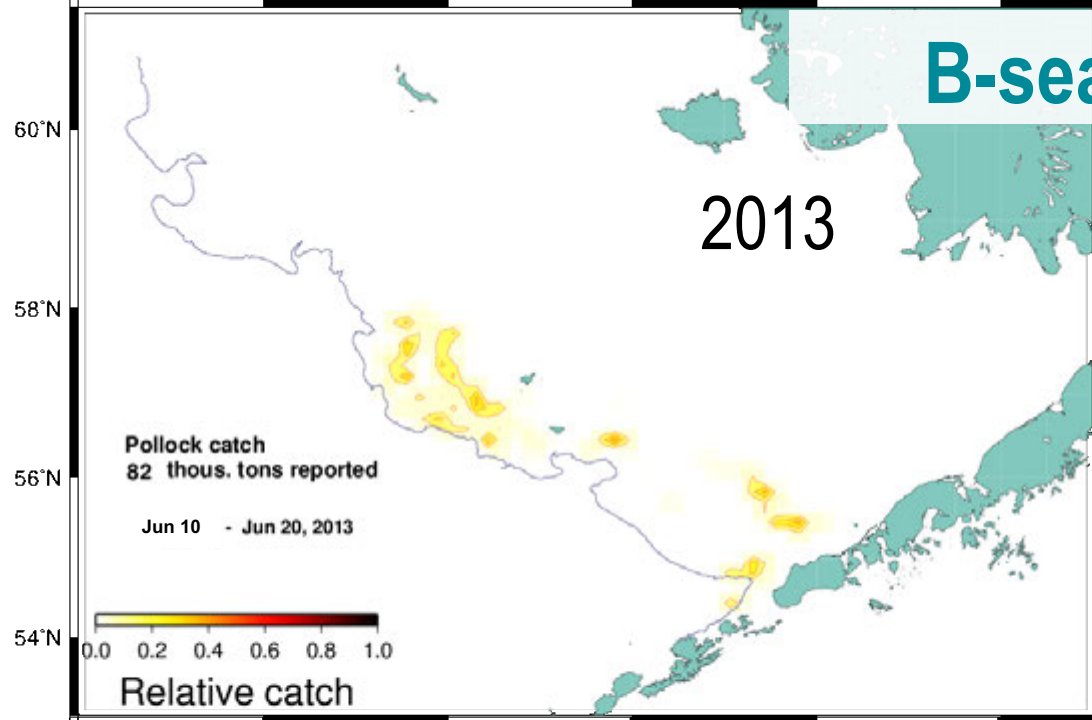 B-sea
60°N
2013
58°N
Pollock catch
82 thous. tons reported
56°N
Jun 10 - Jun 20, 2013
54°N
0.0 0.2 0.4 0.6 0.8 1.0
Relative catch